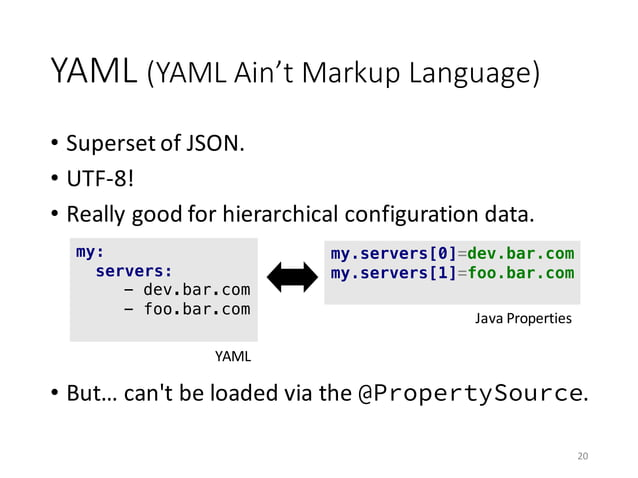 YAML (YAML Ain’t Markup Language)
• Superset of JSON.
• UTF-8!
• Really good for hierarchical configuration data.
my:
  servers:
    – dev.bar.com
    – foo.bar.com
YAML
my.servers[0]=dev.bar.com
my.servers[1]=foo.bar.com
Java Properties
• But… can't be loaded via the @PropertySource.
20